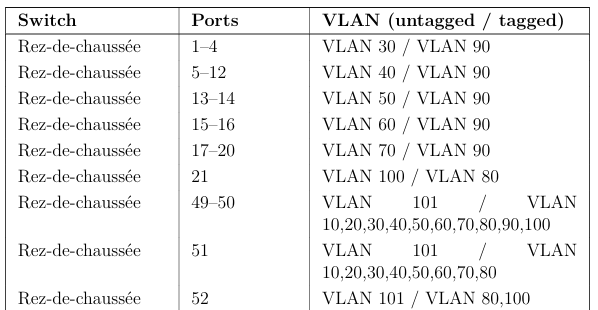 Switch Ports VLAN (untagged / tagged)
Rez-de-chaussée 1–4 VLAN 30 / VLAN 90
Rez-de-chaussée 5–12 VLAN 40 / VLAN 90
Rez-de-chaussée 13–14 VLAN 50 / VLAN 90
Rez-de-chaussée 15–16 VLAN 60 / VLAN 90
Rez-de-chaussée 17–20 VLAN 70 / VLAN 90
Rez-de-chaussée 21 VLAN 100 / VLAN 80
Rez-de-chaussée 49–50 VLAN 101 / VLAN
10,20,30,40,50,60,70,80,90,100
Rez-de-chaussée 51 VLAN 101 / VLAN
10,20,30,40,50,60,70,80
Rez-de-chaussée 52 VLAN 101 / VLAN 80,100